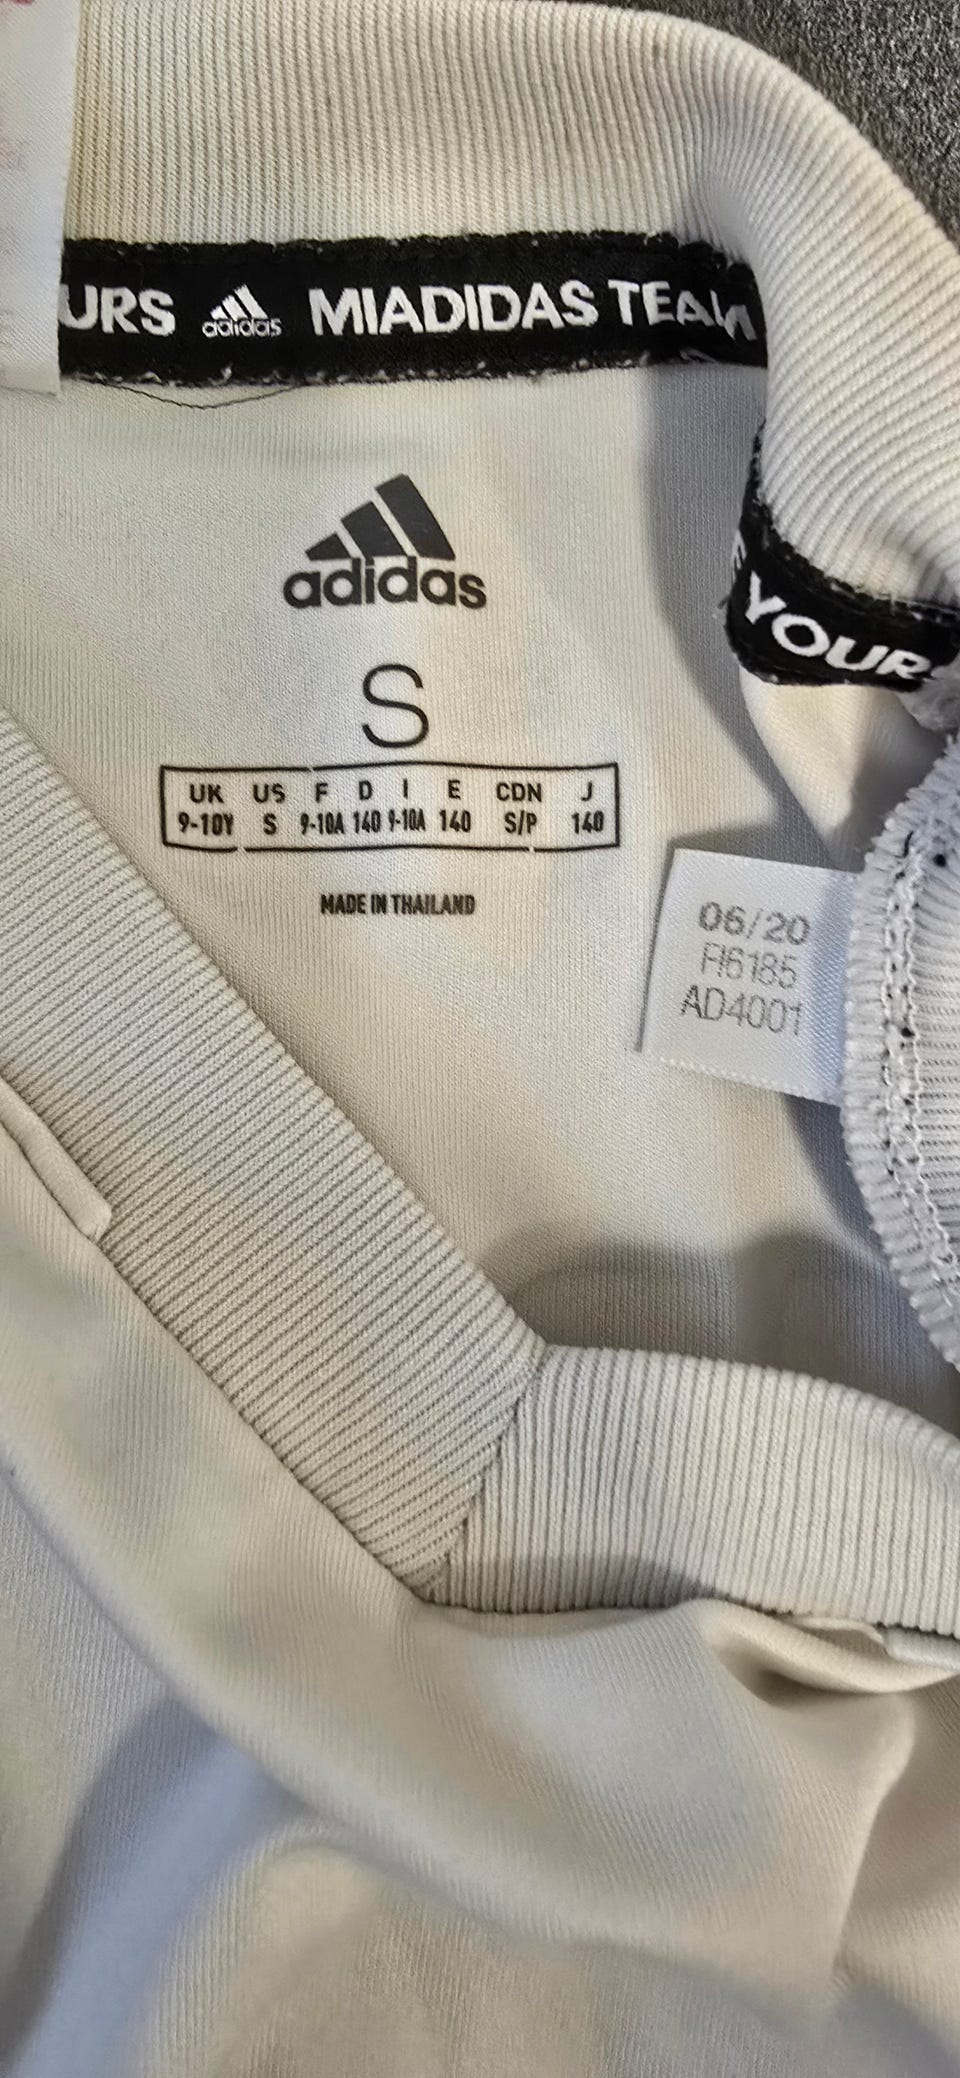 URS adidas MIADIDAS TEAM
adidas
YOURS
S
UK US F D I E CDN J
9-10Y S 9-10A 140 9-10A 140 S/P 140
MADE IN THAILAND
06/20
FI6185
AD4001